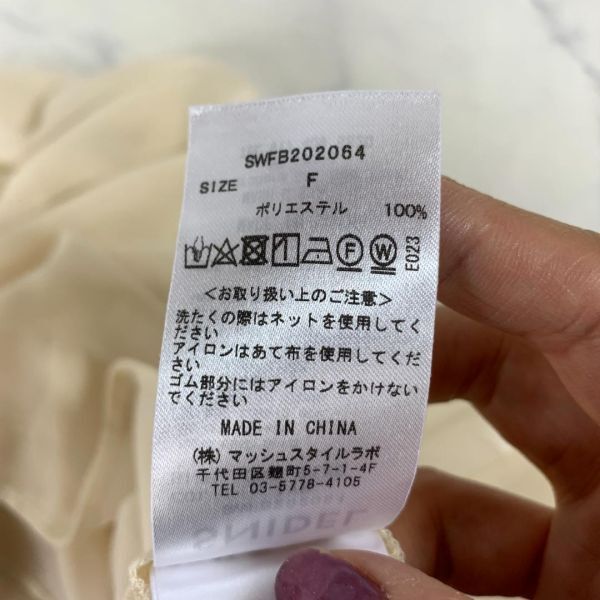 SWFB202064
SIZE F
ポリエステル 100%
F W E023
<お取り扱い上のご注意>
洗たくの際はネットを使用してく
ださい
アイロンはあて布を使用してくだ
さい
ゴム部分にはアイロンをかけない
でください
MADE IN CHINA
(株) マッシュスタイルラボ
千代田区麹町5-7-1-4F
TEL 03-5778-4105
SNIDEL